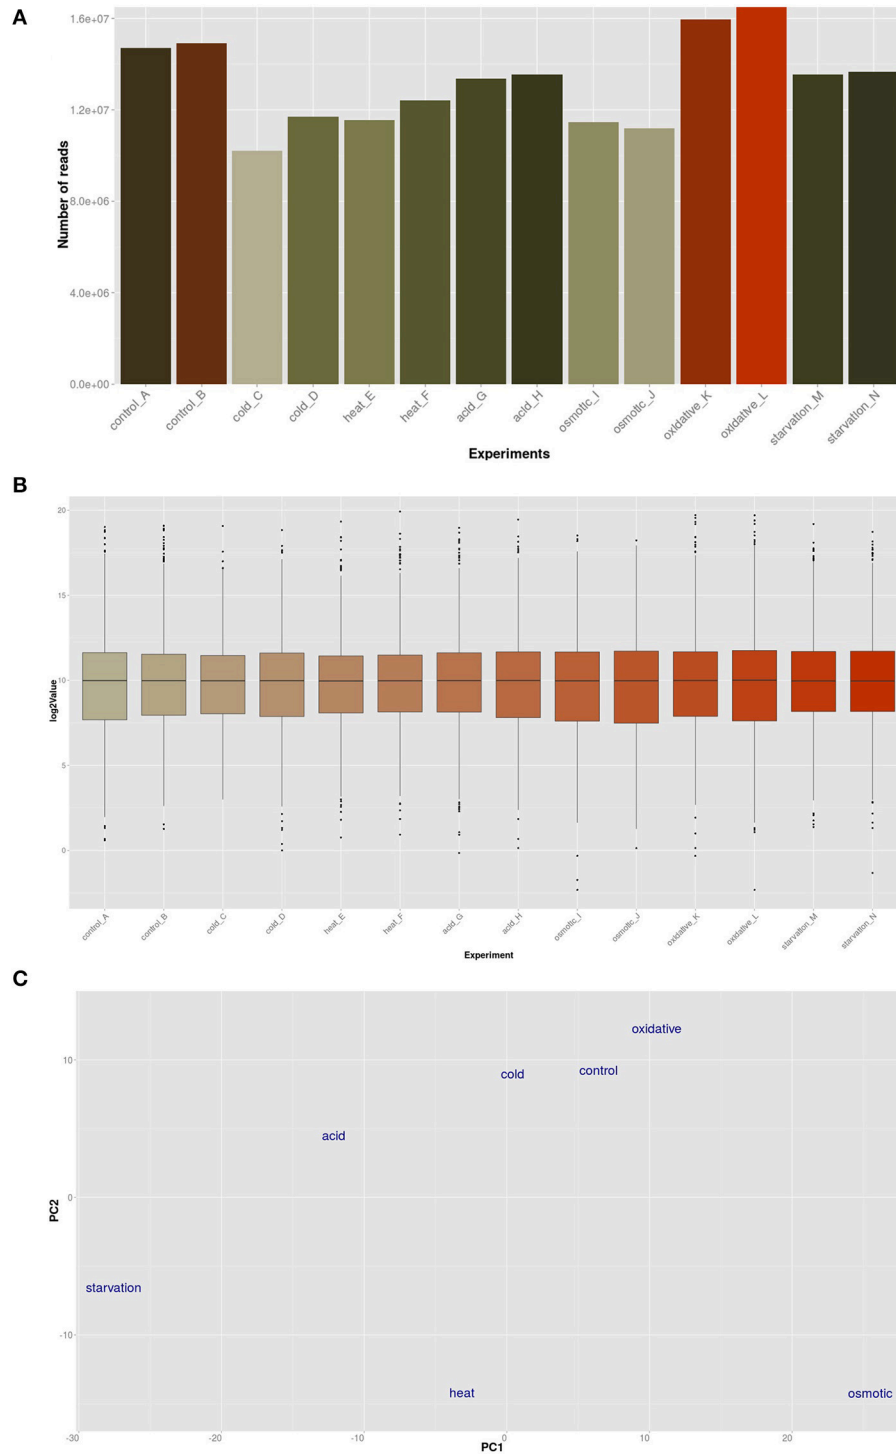 A
1.6e+07
1.2e+07
8.0e+06
4.0e+06
0.0e+00
Number of reads
control_A control_B cold_C cold_D heat_E heat_F acid_G acid_H osmotic_I osmotic_J oxidative_K oxidative_L starvation_M starvation_N
Experiments
B
20
15
10
5
0
log2Value
control_A control_B cold_C cold_D heat_E heat_F acid_G acid_H osmotic_I osmotic_J oxidative_K oxidative_L starvation_M starvation_N
Experiment
C
oxidative
cold control
acid
starvation
heat osmotic
10
0
-10
PC2
-30 -20 -10 0 10 20
PC1